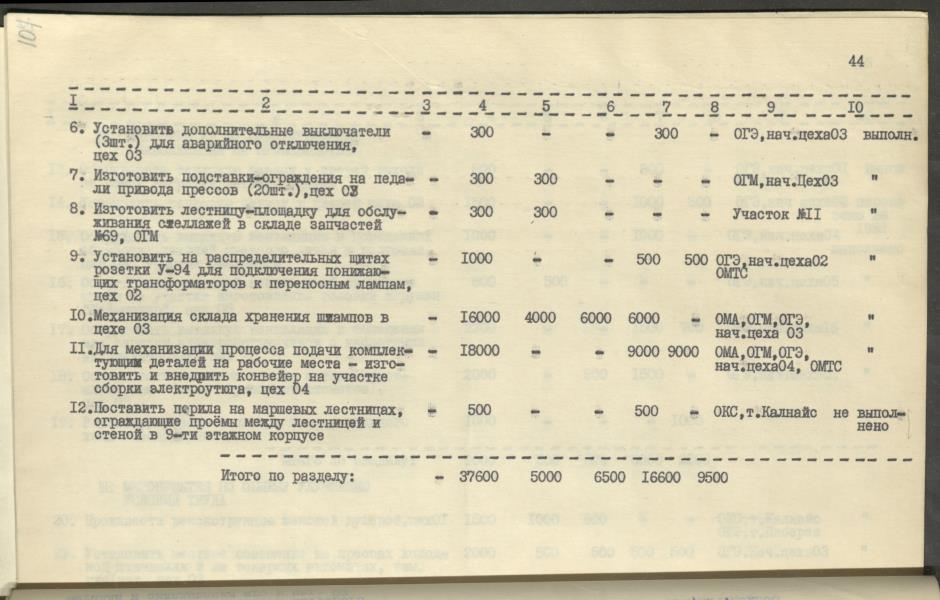 104
44
I 2 3 4 5 6 7 8 9 10
6. Установить дополнительные выключатели - 300 - - 300 - ОГЭ,нач.цеха03 выполн.
(3шт.) для аварийного отключения,
цех 03
7. Изготовить подставки-ограждения на педа- - 300 300 - - - ОГМ,нач.Цех03 "
ли привода прессов (20шт.),цех 03
8. Изготовить лестницу-площадку для обслу- - 300 300 - - - Участок №II "
живания стеллажей в складе запчастей
№69, ОГМ
9. Установить на распределительных щитах - I000 - - 500 500 ОГЭ,нач.цеха02 "
розетки У-94 для подключения понижаю- ОМТС
щих трансформаторов к переносным лампам,
цех 02
I0.Механизация склада хранения штампов в - I6000 4000 6000 6000 - ОМА,ОГМ,ОГЭ, "
цехе 03 нач.цеха 03
II.Для механизации процесса подачи комплек- - I8000 - - 9000 9000 ОМА,ОГМ,ОГЭ, "
тующих деталей на рабочие места - изго- нач.цеха04, ОМТС
товить и внедрить конвейер на участке
сборки электроутюга, цех 04
I2.Поставить перила на маршевых лестницах, - 500 - - 500 - ОКС,т.Калнайс не выпол-
ограждающие проёмы между лестницей и нено
стеной в 9-ти этажном корпусе
Итого по разделу: - 37600 5000 6500 I6600 9500